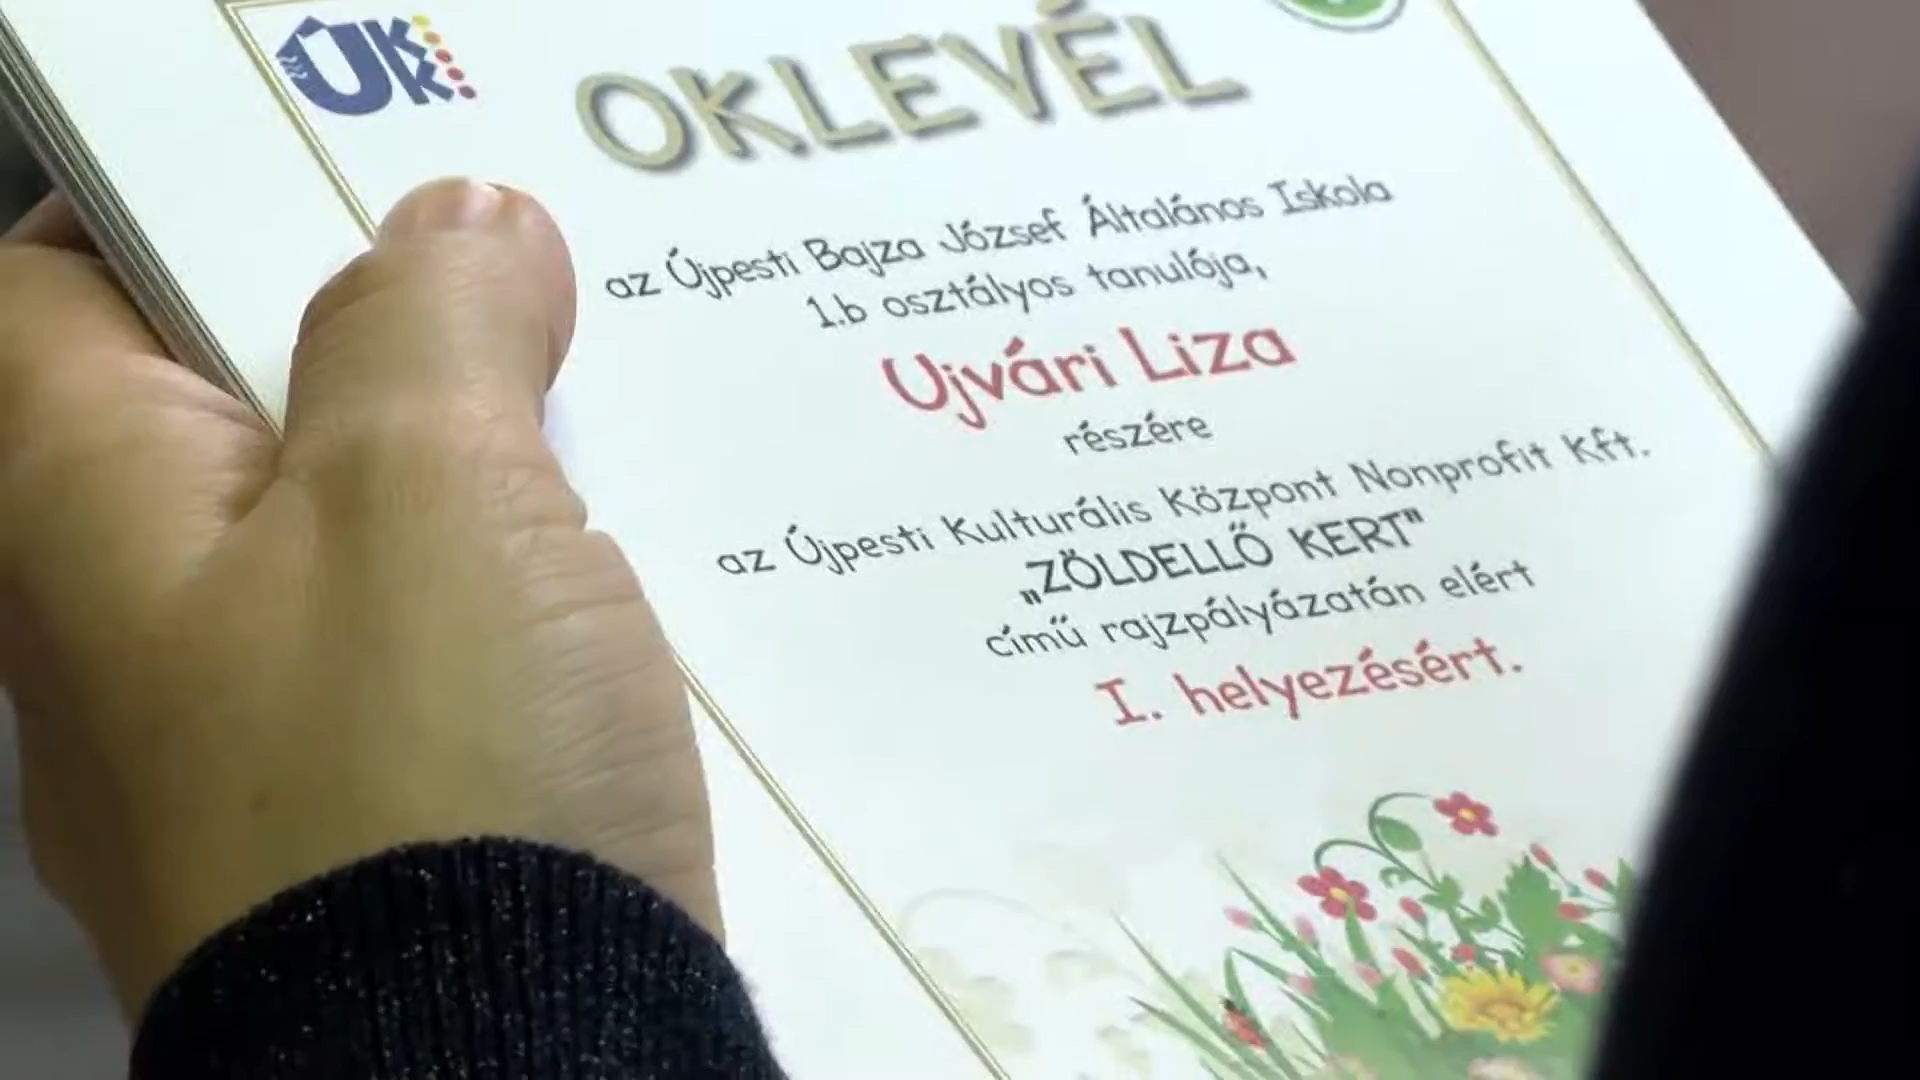 ÚKK
OKLEVÉL
az Újpesti Bajza József Általános Iskola
1.b osztályos tanulója,
Ujvári Liza
részére
az Újpesti Kulturális Központ Nonprofit Kft.
„ZÖLDELLŐ KERT"
című rajzpályázatán elért
I. helyezésért.